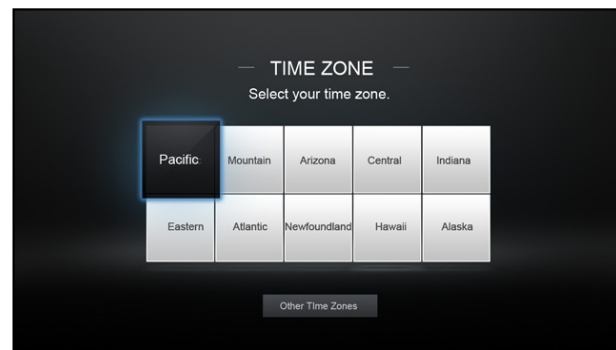 TIME ZONE
Select your time zone.
Pacific Mountain Arizona Central Indiana
Eastern Atlantic Newfoundland Hawaii Alaska
Other TIme Zones